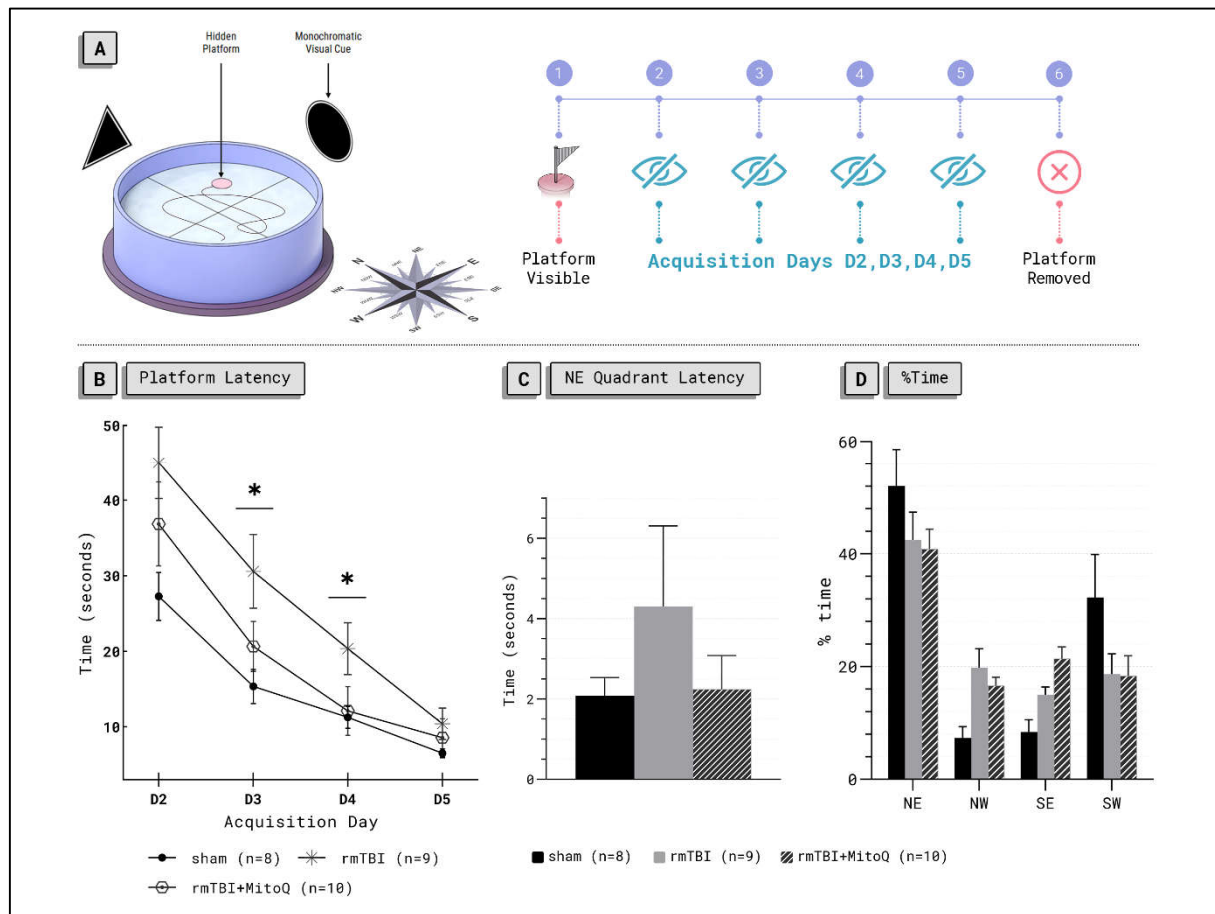 A
Hidden
Platform
Monochromatic
Visual Cue
1
2
3
4
5
6
Platform
Visible
Acquisition Days D2,D3,D4,D5
Platform
Removed
N
NE
E
SE
S
SW
W
NW
B
Platform Latency
50
40
30
20
10
Time (seconds)
*
*
D2
D3
D4
D5
Acquisition Day
sham (n=8)
rmTBI (n=9)
rmTBI+MitoQ (n=10)
C
NE Quadrant Latency
6
4
2
0
Time (seconds)
D
%Time
60
40
20
0
% time
NE
NW
SE
SW
sham (n=8)
rmTBI (n=9)
rmTBI+MitoQ (n=10)